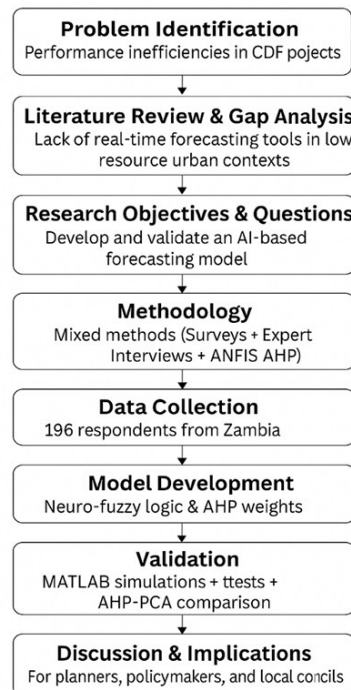 Problem Identification
Performance inefficiencies in CDF pojects
Literature Review & Gap Analysis
Lack of real-time forecasting tools in low
resource urban contexts
Research Objectives & Questions
Develop and validate an AI-based
forecasting model
Methodology
Mixed methods (Surveys + Expert
Interviews + ANFIS AHP)
Data Collection
196 respondents from Zambia
Model Development
Neuro-fuzzy logic & AHP weights
Validation
MATLAB simulations + ttests +
AHP-PCA comparison
Discussion & Implications
For planners, policymakers, and local concils